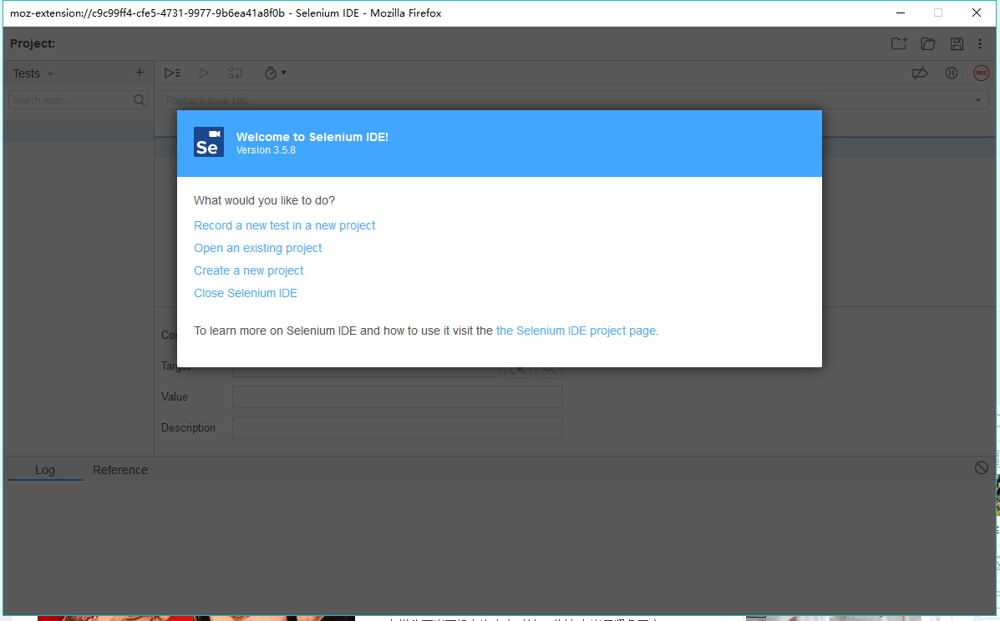 moz-extension://c9c99ff4-cfe5-4731-9977-9b6ea41a8f0b - Selenium IDE - Mozilla Firefox
Project:
Tests
REC
Search tests...
Playback base URL
Se
Welcome to Selenium IDE!
Version 3.5.8
What would you like to do?
Record a new test in a new project
Open an existing project
Create a new project
Close Selenium IDE
To learn more on Selenium IDE and how to use it visit the the Selenium IDE project page.
Target
Value
Description
Log
Reference